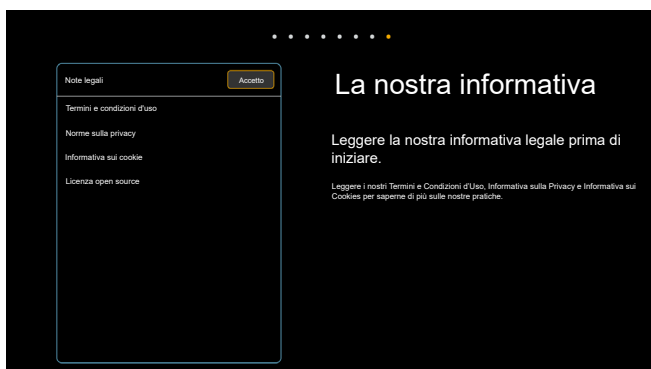 Note legali
Accetto
Termini e condizioni d'uso
Norme sulla privacy
Informativa sui cookie
Licenza open source
La nostra informativa
Leggere la nostra informativa legale prima di
iniziare.
Leggere i nostri Termini e Condizioni d'Uso, Informativa sulla Privacy e Informativa sui
Cookies per saperne di più sulle nostre pratiche.